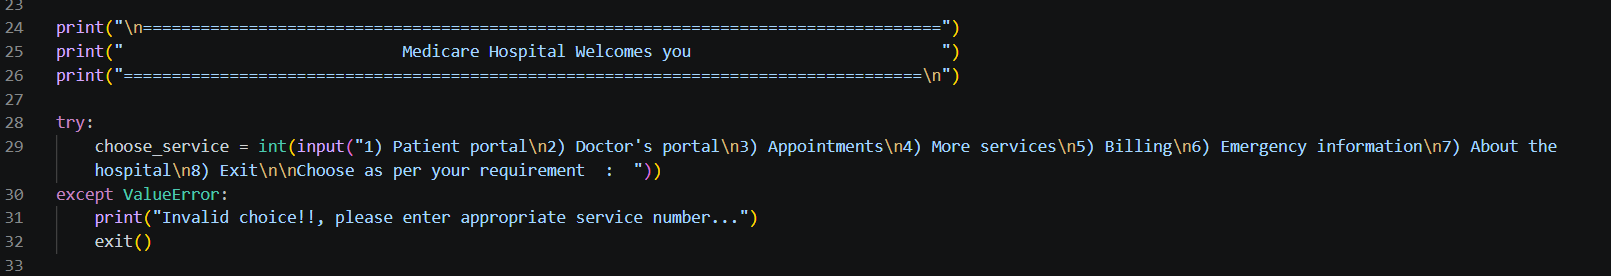 23
24 print("\n===================================================================================")
25 print("                             Medicare Hospital Welcomes you                          ")
26 print("===================================================================================\n")
27
28 try:
29     choose_service = int(input("1) Patient portal\n2) Doctor's portal\n3) Appointments\n4) More services\n5) Billing\n6) Emergency information\n7) About the
hospital\n8) Exit\n\nChoose as per your requirement  :  "))
30 except ValueError:
31     print("Invalid choice!!, please enter appropriate service number...")
32     exit()
33